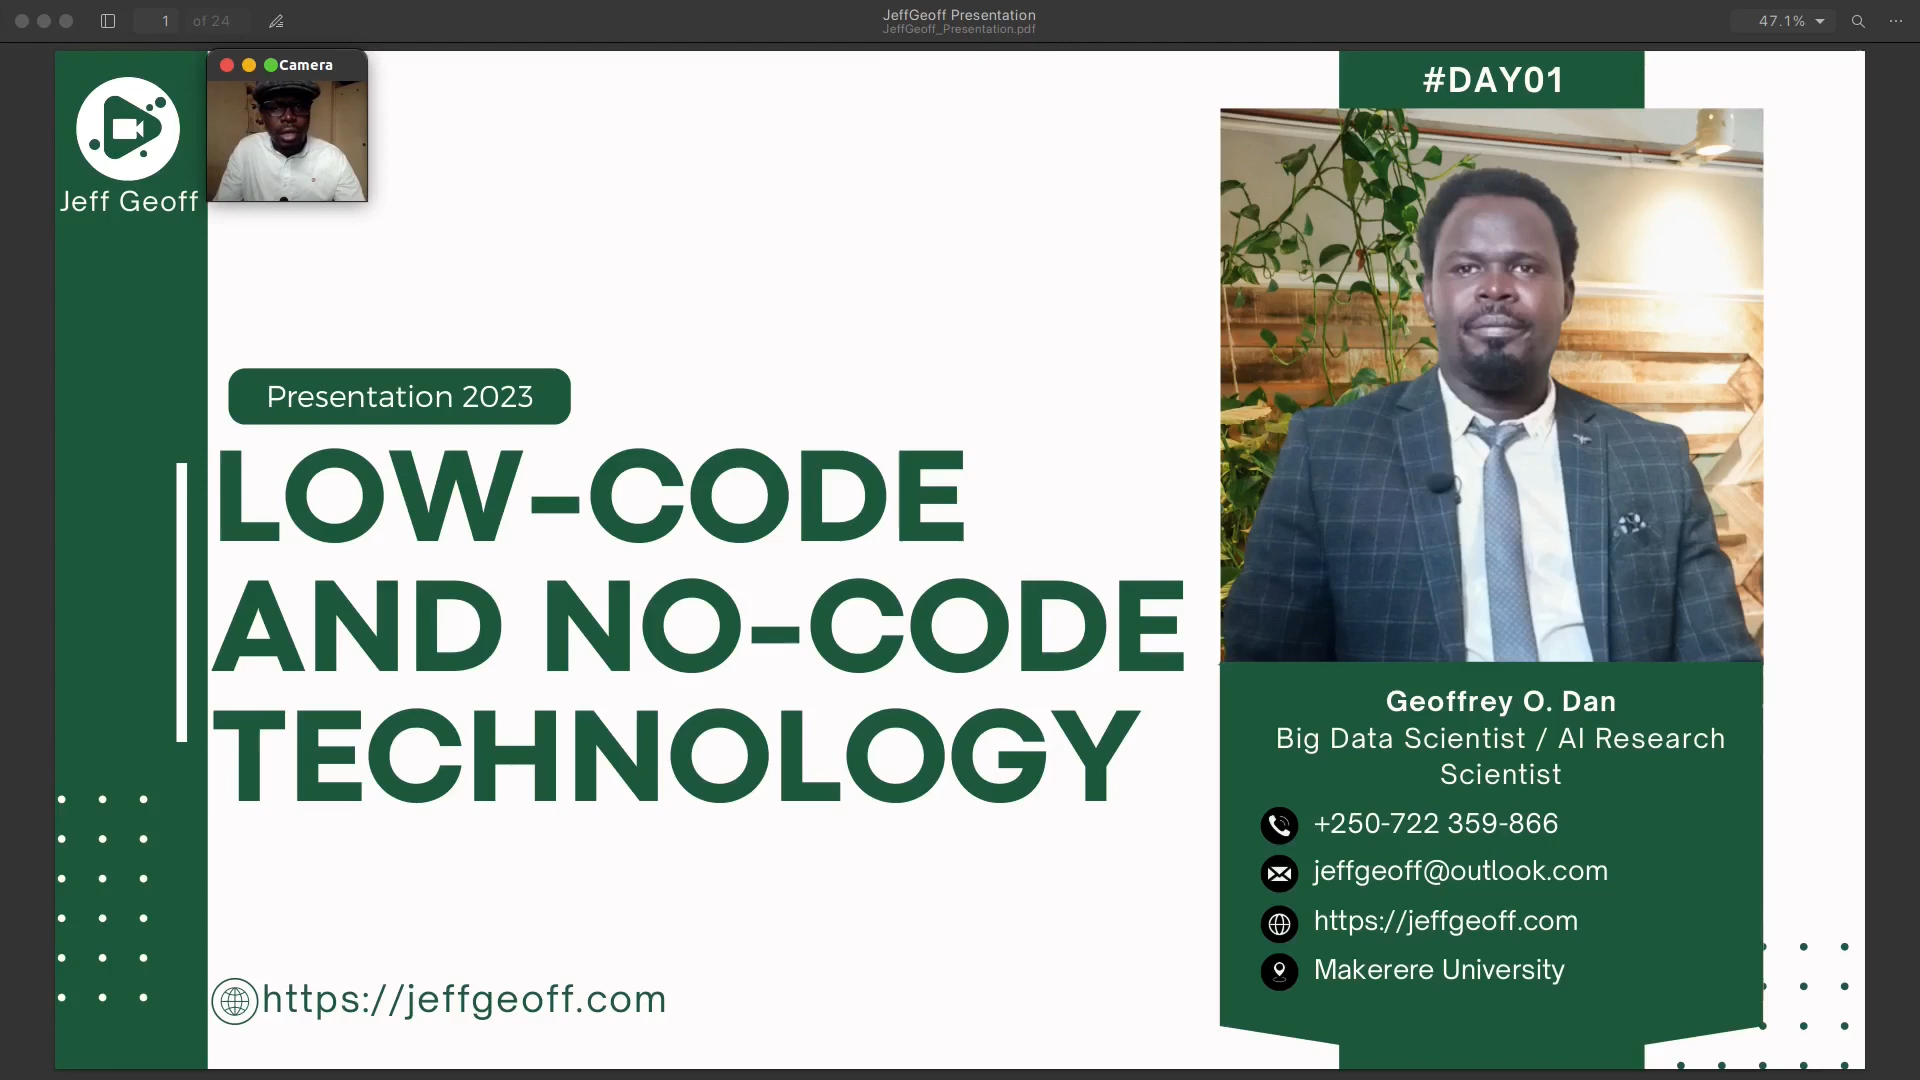 1 of 24
JeffGeoff Presentation
JeffGeoff_Presentation.pdf
47.1%
Camera
Jeff Geoff
#DAY01
Presentation 2023
LOW-CODE
AND NO-CODE
TECHNOLOGY
https://jeffgeoff.com
Geoffrey O. Dan
Big Data Scientist / AI Research
Scientist
+250-722 359-866
jeffgeoff@outlook.com
https://jeffgeoff.com
Makerere University